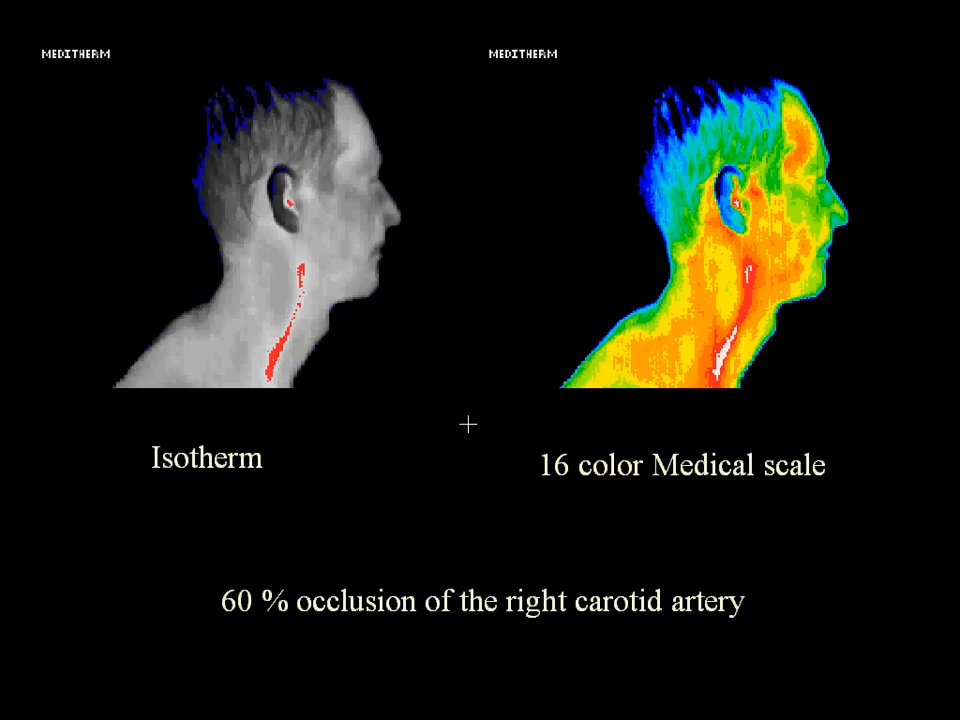 MEDITHERM
MEDITHERM
+
Isotherm
16 color Medical scale
60 % occlusion of the right carotid artery